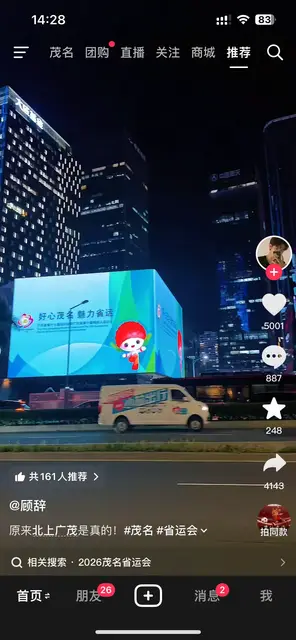 14:28
83
茂名 团购 直播 关注 商城 推荐
好心茂名 魅力省运
5001
887
248
4143
共161人推荐
@顾辞
原来北上广茂是真的！#茂名 #省运会
拍同款
相关搜索 · 2026茂名省运会
首页 朋友 26 消息 2 我